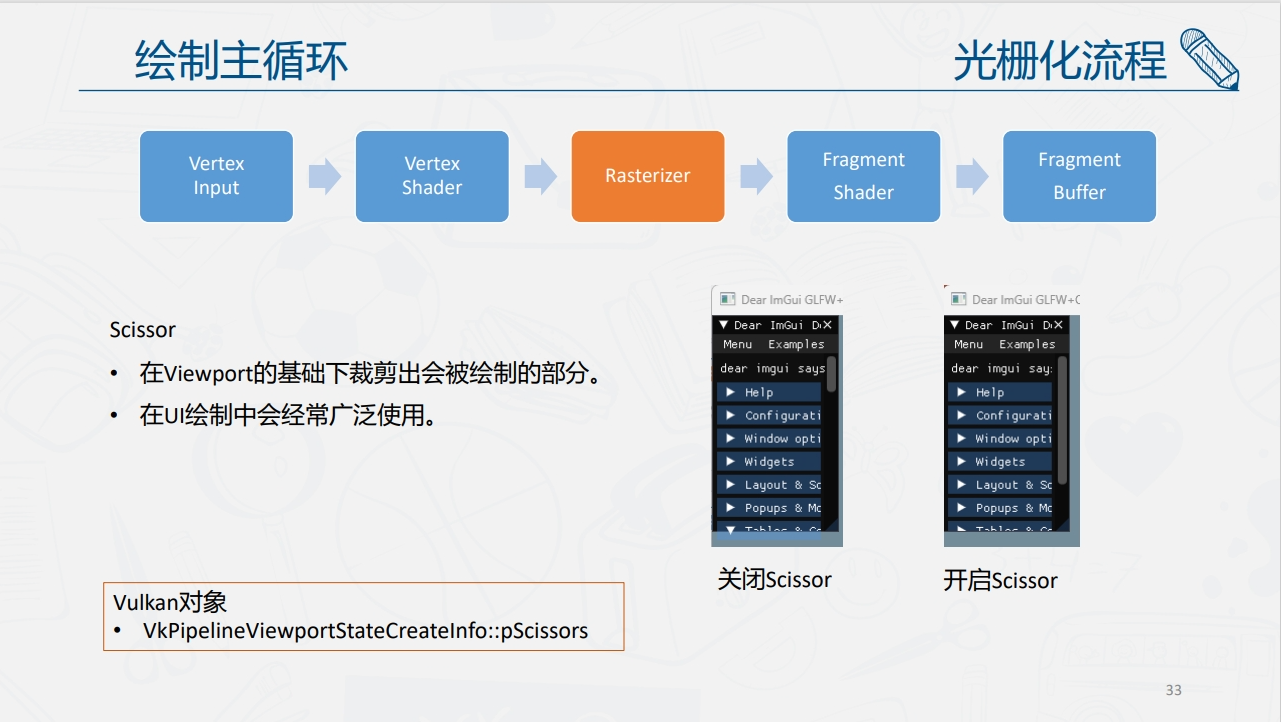 绘制主循环
光栅化流程
Vertex
Input
Vertex
Shader
Rasterizer
Fragment
Shader
Fragment
Buffer
Scissor
• 在Viewport的基础下裁剪出会被绘制的部分。
• 在UI绘制中会经常广泛使用。
Vulkan对象
• VkPipelineViewportStateCreateInfo::pScissors
Dear ImGui GLFW+
Dear ImGui D
Menu Examples
dear imgui says
Help
Configurati
Window opti
Widgets
Layout & Sc
Popups & Mo
Tables & Co
关闭Scissor
Dear ImGui GLFW+C
Dear ImGui D
Menu Examples
dear imgui say
Help
Configurati
Window opti
Widgets
Layout & Sc
Popups & Mo
Tables & Co
开启Scissor
33